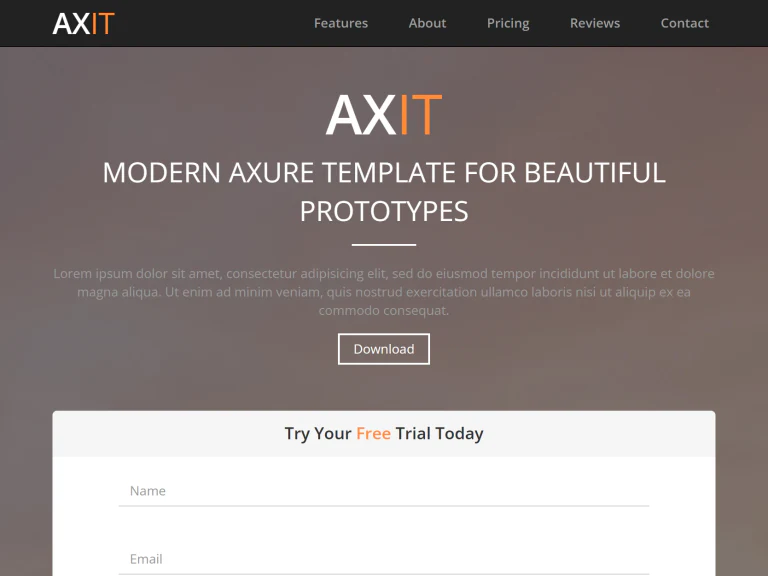 AXIT
Features
About
Pricing
Reviews
Contact
AXIT
MODERN AXURE TEMPLATE FOR BEAUTIFUL
PROTOTYPES
Lorem ipsum dolor sit amet, consectetur adipisicing elit, sed do eiusmod tempor incididunt ut labore et dolore
magna aliqua. Ut enim ad minim veniam, quis nostrud exercitation ullamco laboris nisi ut aliquip ex ea
commodo consequat.
Download
Try Your Free Trial Today
Name
Email